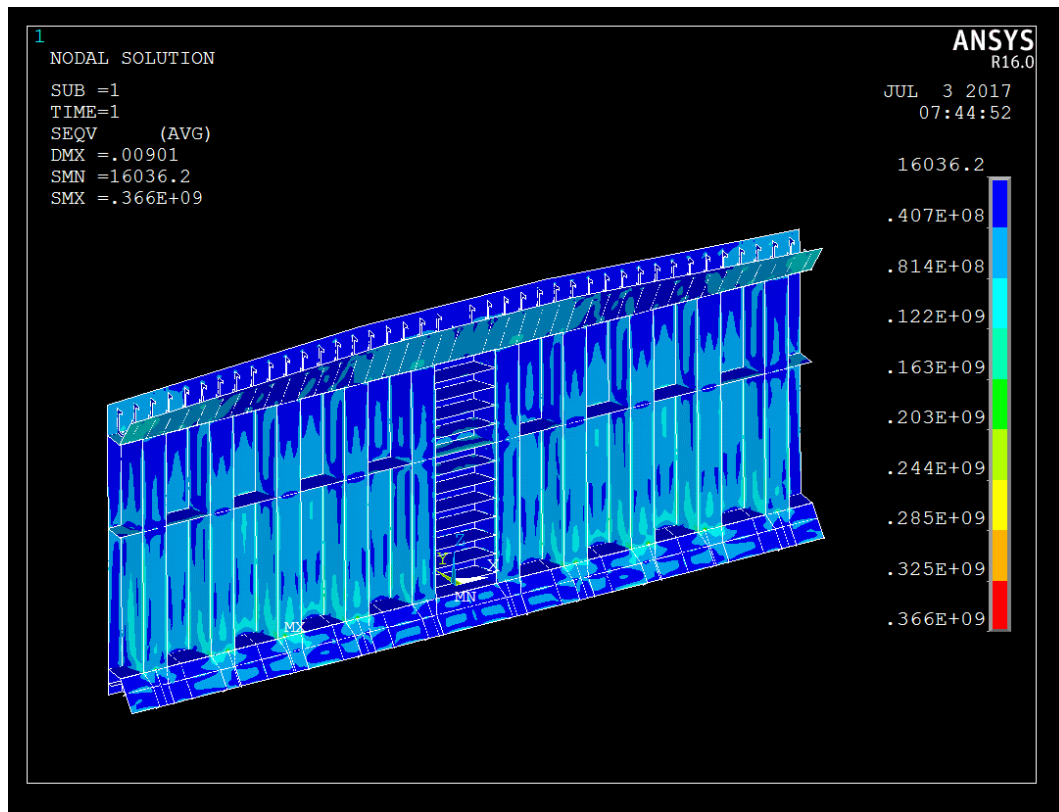 1
ANSYS
R16.0
NODAL SOLUTION
SUB =1
TIME=1
SEQV (AVG)
DMX =.00901
SMN =16036.2
SMX =.366E+09
JUL 3 2017
07:44:52
16036.2
.407E+08
.814E+08
.122E+09
.163E+09
.203E+09
.244E+09
.285E+09
.325E+09
.366E+09
Z
Y
X
MN
MX